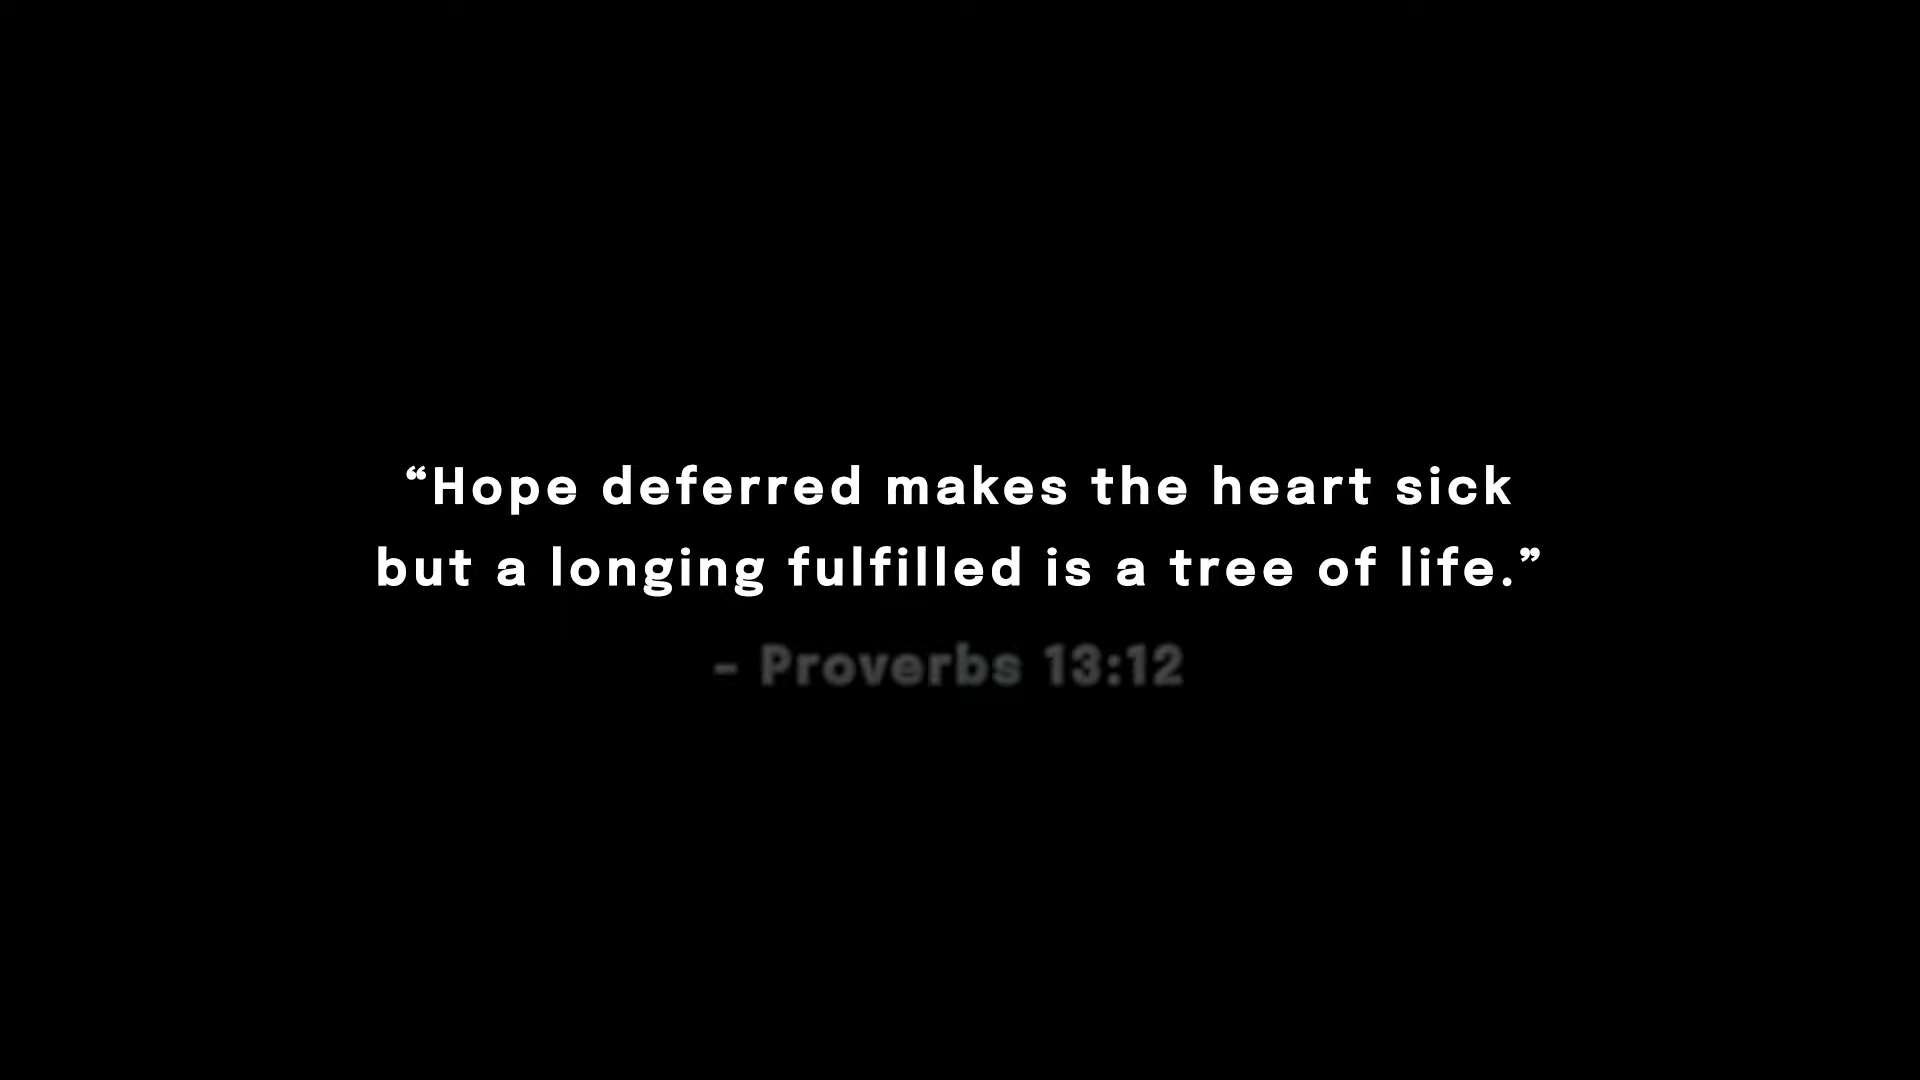 “Hope deferred makes the heart sick
but a longing fulfilled is a tree of life.”
– Proverbs 13:12